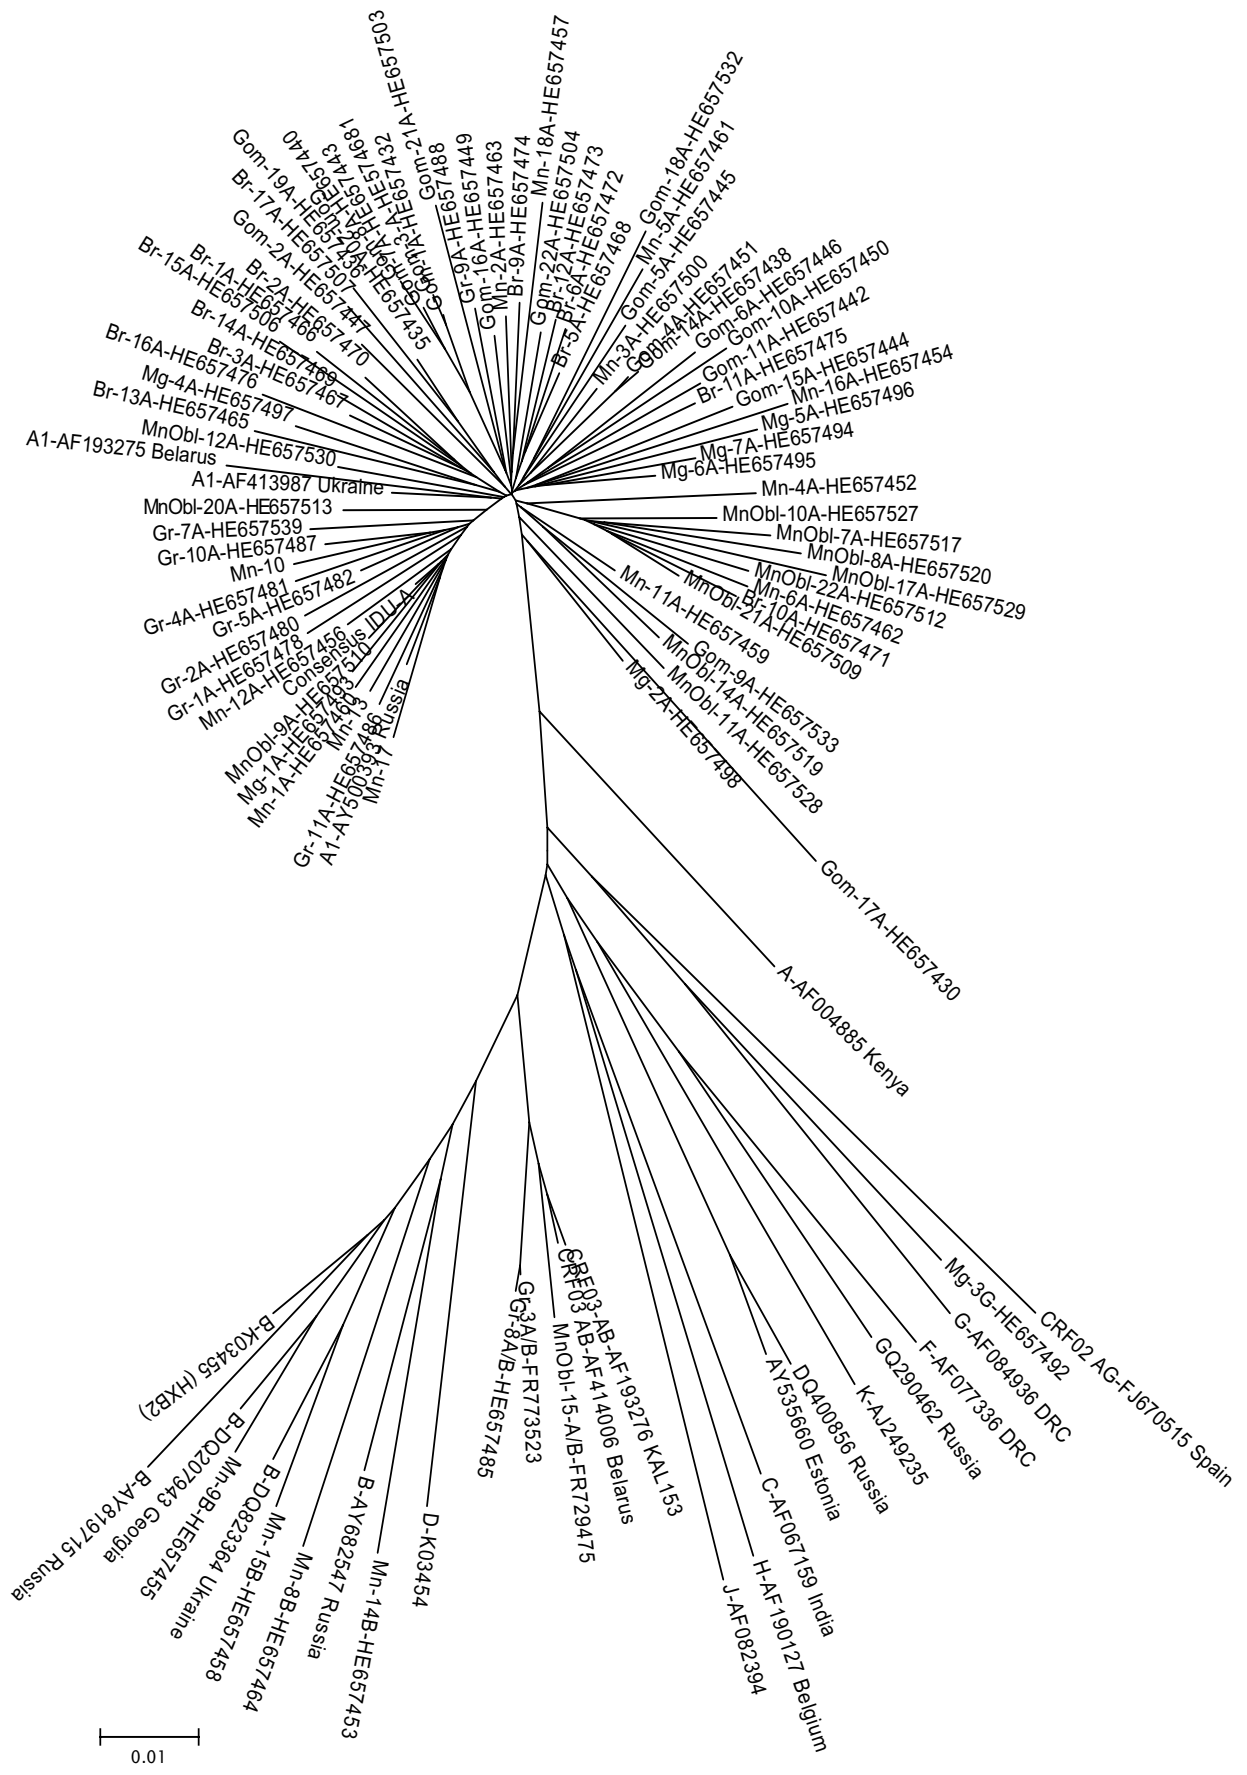 Gom-21A-HE657503
Mn-18A-HE657457
Gom-18A-HE657532
Mn-5A-HE657461
Gom-5A-HE657445
Gr-9A-HE657488
Gom-16A-HE657449
Mn-2A-HE657463
Br-9A-HE657474
Gom-22A-HE657504
Br-12A-HE657473
Br-6A-HE657472
Br-5A-HE657468
Mn-3A-HE657500
Gom-4A-HE657451
Gom-14A-HE657438
Gom-6A-HE657446
Gom-10A-HE657450
Gom-11A-HE657442
Br-11A-HE657475
Gom-15A-HE657444
Mn-16A-HE657454
Mg-5A-HE657496
Mg-7A-HE657494
Mg-6A-HE657495
Mn-4A-HE657452
MnObl-10A-HE657527
MnObl-7A-HE657517
MnObl-8A-HE657520
MnObl-17A-HE657529
MnObl-22A-HE657512
Mn-6A-HE657462
Br-10A-HE657471
MnObl-21A-HE657509
Mn-11A-HE657459
Gom-9A-HE657533
MnObl-14A-HE657519
MnObl-11A-HE657528
Mg-2A-HE657498
Gom-17A-HE657430
A-AF004885 Kenya
CRF02 AG-FJ670515 Spain
Mg-3G-HE657492
G-AF084936 DRC
F-AF077336 DRC
GQ290462 Russia
K-AJ249235
DQ400856 Russia
AY535660 Estonia
C-AF067159 India
H-AF190127 Belgium
J-AF082394
CRF03-AB-AF193276 KAL153
CRF03 AB-AF414006 Belarus
MnObl-15-A/B-FR729475
Gr-3A/B-FR773523
Gr-8A/B-HE657485
D-K03454
Mn-14B-HE657453
B-AY682547 Russia
Mn-8B-HE657464
Mn-15B-HE657458
B-DQ823364 Ukraine
Mn-9B-HE657455
B-DQ207943 Georgia
B-AY819715 Russia
B-K03455 (HXB2)
Mn-17
A1-AY500393 Russia
Gr-11A-HE657486
Mn-13
Mn-1A-HE657460
Mg-1A-HE657493
MnObl-9A-HE657510
Consensus IDU-A
Mn-12A-HE657456
Gr-1A-HE657478
Gr-2A-HE657480
Gr-5A-HE657482
Gr-4A-HE657481
Mn-10
Gr-10A-HE657487
Gr-7A-HE657539
MnObl-20A-HE657513
A1-AF413987 Ukraine
A1-AF193275 Belarus
MnObl-12A-HE657530
Br-13A-HE657465
Mg-4A-HE657497
Br-16A-HE657476
Br-3A-HE657467
Br-14A-HE657469
Br-15A-HE657506
Br-2A-HE657470
Br-1A-HE657466
Gom-2A-HE657447
Br-17A-HE657507
Gom-20A-HE657435
Gom-19A-HE657436
0.01